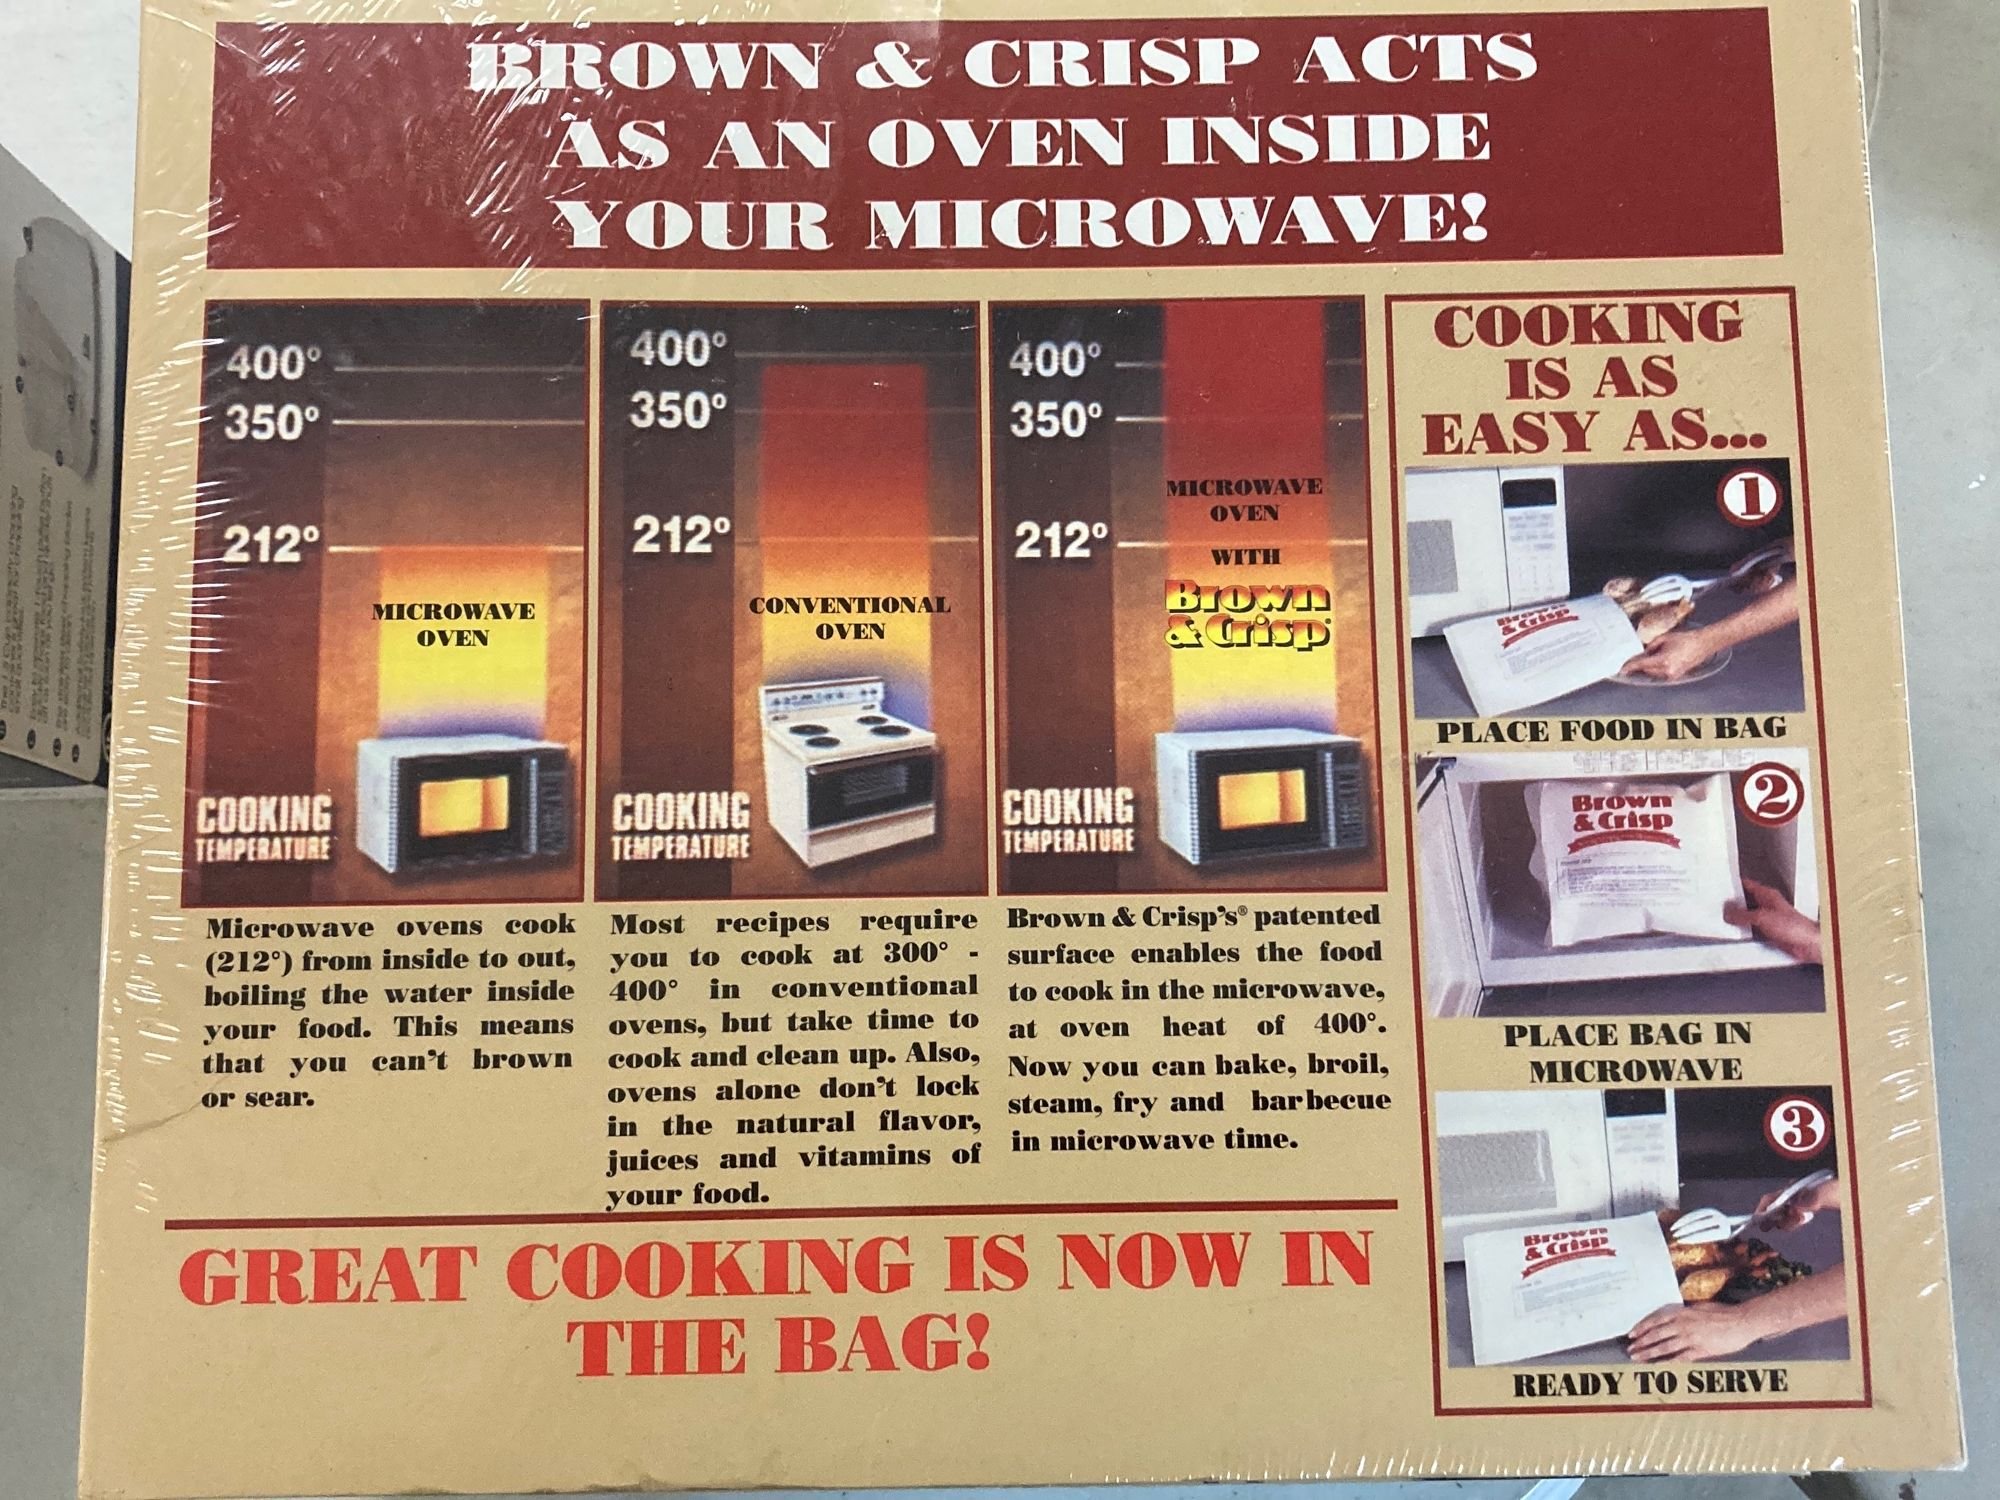 BROWN & CRISP ACTS
AS AN OVEN INSIDE
YOUR MICROWAVE!
400°
350°
212°
MICROWAVE
OVEN
COOKING
TEMPERATURE
Microwave ovens cook
(212°) from inside to out,
boiling the water inside
your food. This means
that you can't brown
or sear.
400°
350°
212°
CONVENTIONAL
OVEN
COOKING
TEMPERATURE
Most recipes require
you to cook at 300° -
400° in conventional
ovens, but take time to
cook and clean up. Also,
ovens alone don't lock
in the natural flavor,
juices and vitamins of
your food.
400°
350°
212°
MICROWAVE
OVEN
WITH
Brown
& Crisp
COOKING
TEMPERATURE
Brown & Crisp's® patented
surface enables the food
to cook in the microwave,
at oven heat of 400°.
Now you can bake, broil,
steam, fry and barbecue
in microwave time.
GREAT COOKING IS NOW IN
THE BAG!
COOKING
IS AS
EASY AS...
1
Brown
& Crisp
PLACE FOOD IN BAG
2
Brown
& Crisp
PLACE BAG IN
MICROWAVE
3
Brown
& Crisp
READY TO SERVE